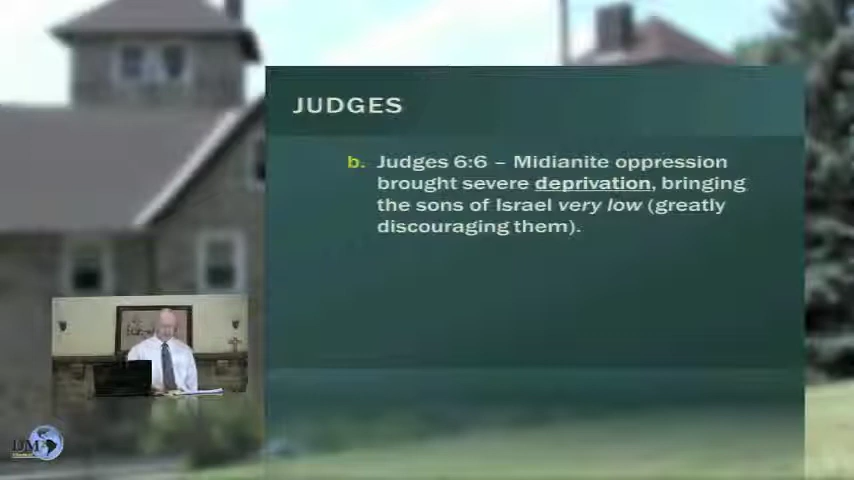 JUDGES
b. Judges 6:6 – Midianite oppression
brought severe deprivation, bringing
the sons of Israel very low (greatly
discouraging them).